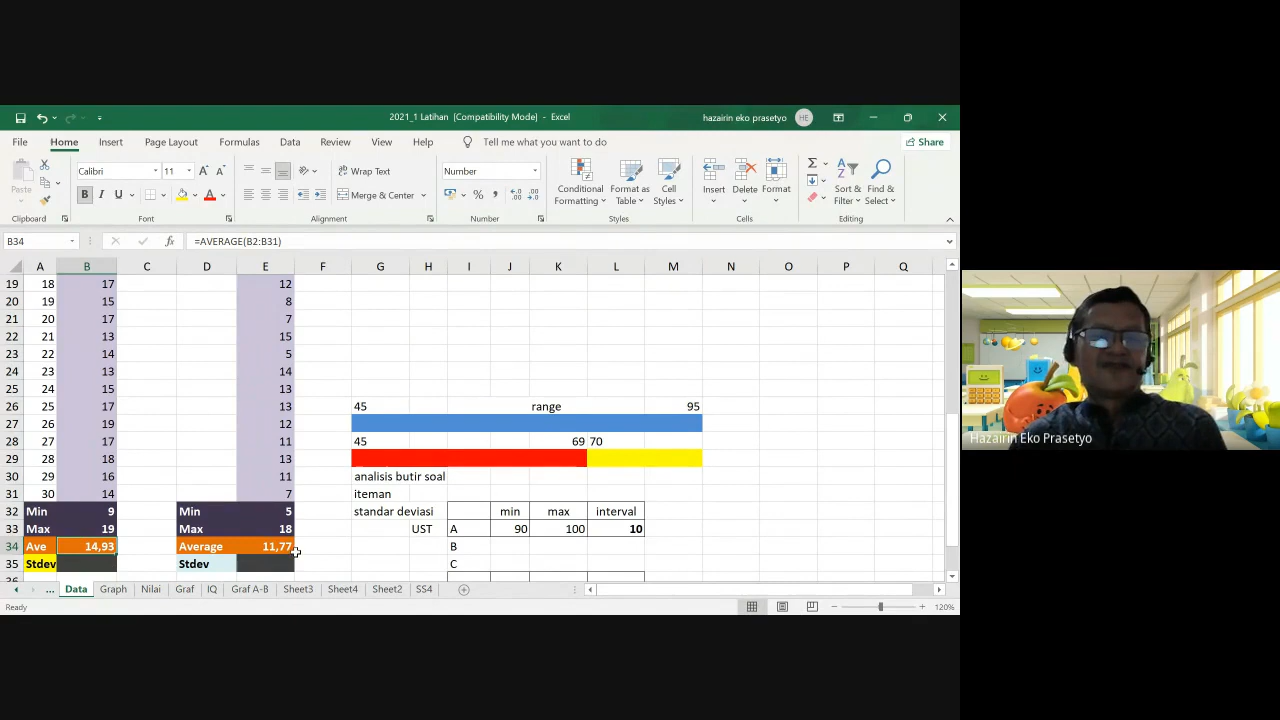 2021_1 Latihan [Compatibility Mode] - Excel
hazairin eko prasetyo HE
File Home Insert Page Layout Formulas Data Review View Help Tell me what you want to do Share
Paste Calibri 11 Wrap Text Number Conditional Formatting Format as Table Cell Styles Insert Delete Format Sort & Filter Find & Select
B I U Merge & Center
Clipboard Font Alignment Number Styles Cells Editing
B34 fx =AVERAGE(B2:B31)
A B C D E F G H I J K L M N O P Q
19 18 17 12
20 19 15 8
21 20 17 7
22 21 13 15
23 22 14 5
24 23 13 14
25 24 15 13
26 25 17 13 45 range 95
27 26 19 12
28 27 17 11 45 69 70
29 28 18 13
30 29 16 11 analisis butir soal
31 30 14 7 iteman
32 Min 9 Min 5 standar deviasi min max interval
33 Max 19 Max 18 UST A 90 100 10
34 Ave 14,93 Average 11,77 B
35 Stdev Stdev C
... Data Graph Nilai Graf IQ Graf A-B Sheet3 Sheet4 Sheet2 SS4
Ready 120%
Hazairin Eko Prasetyo